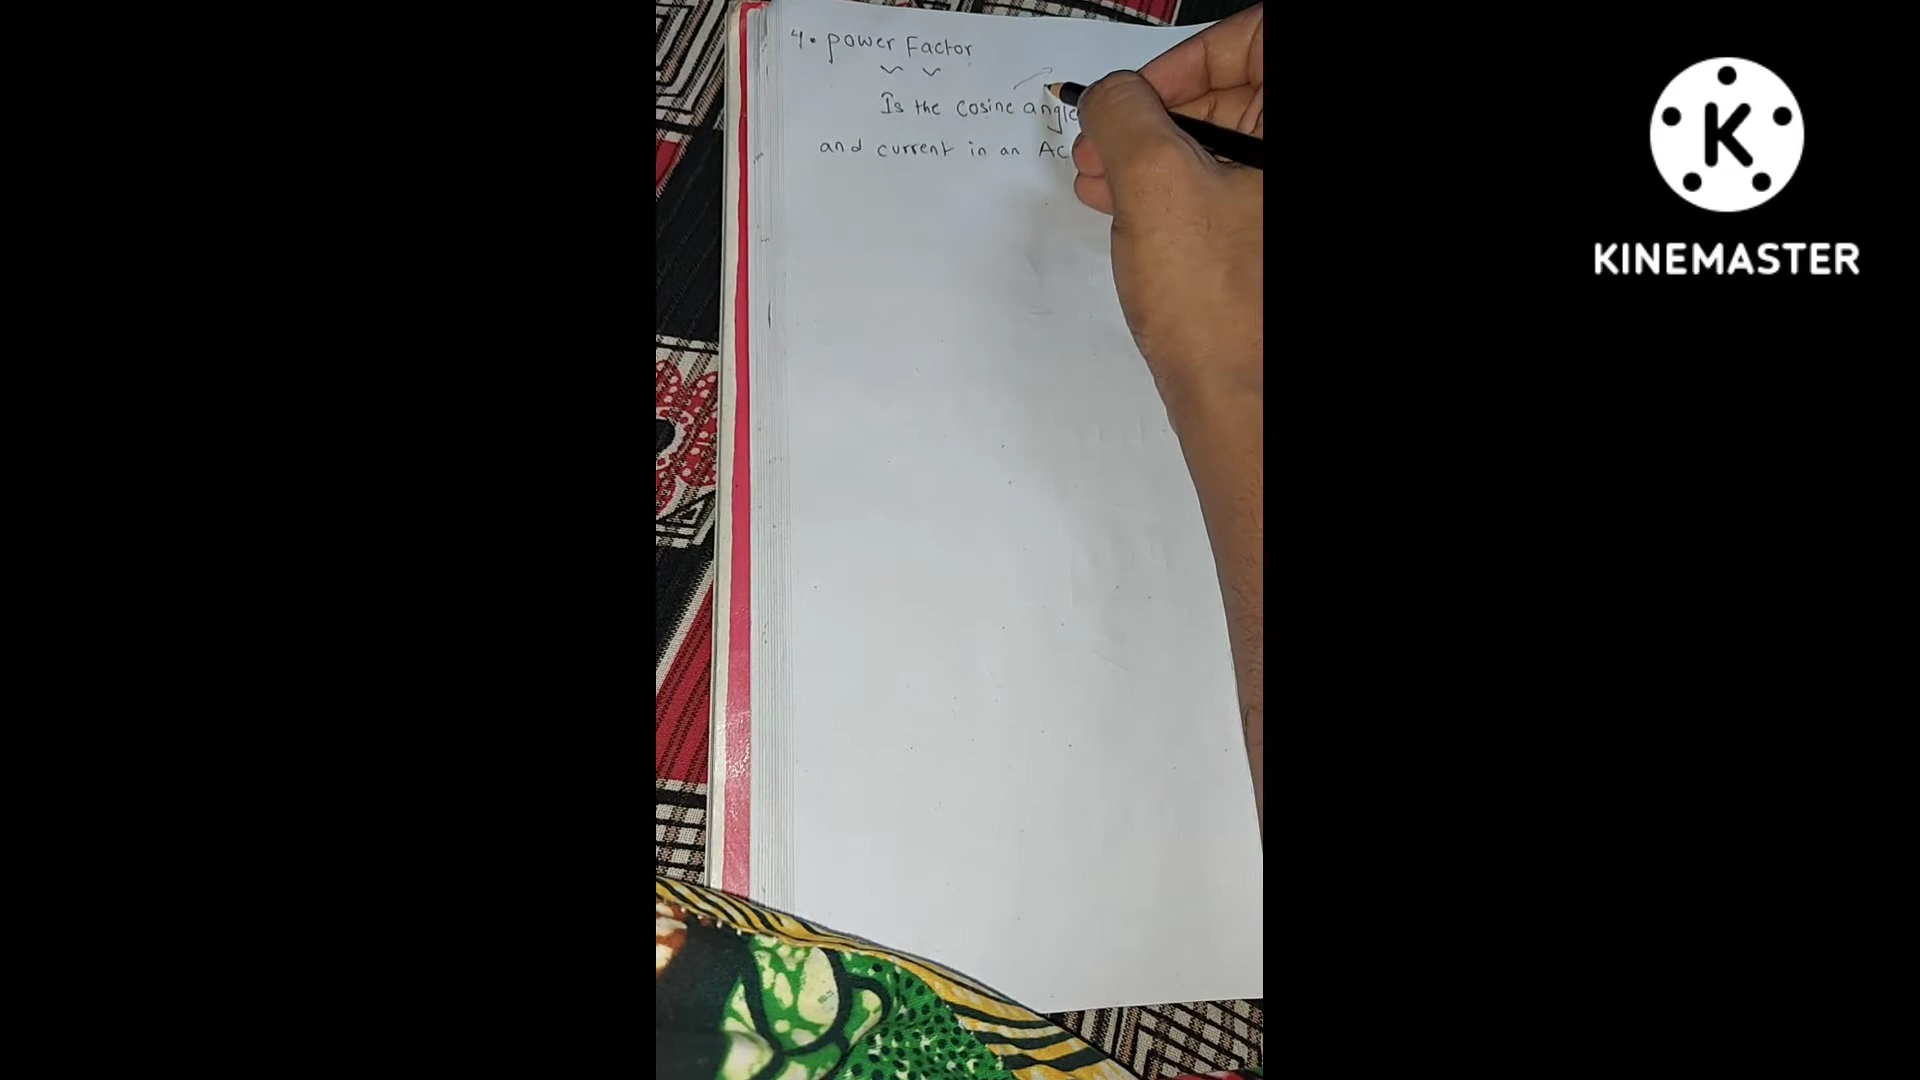 4. power Factor
Is the cosine angle
and current in an AC
K
KINEMASTER